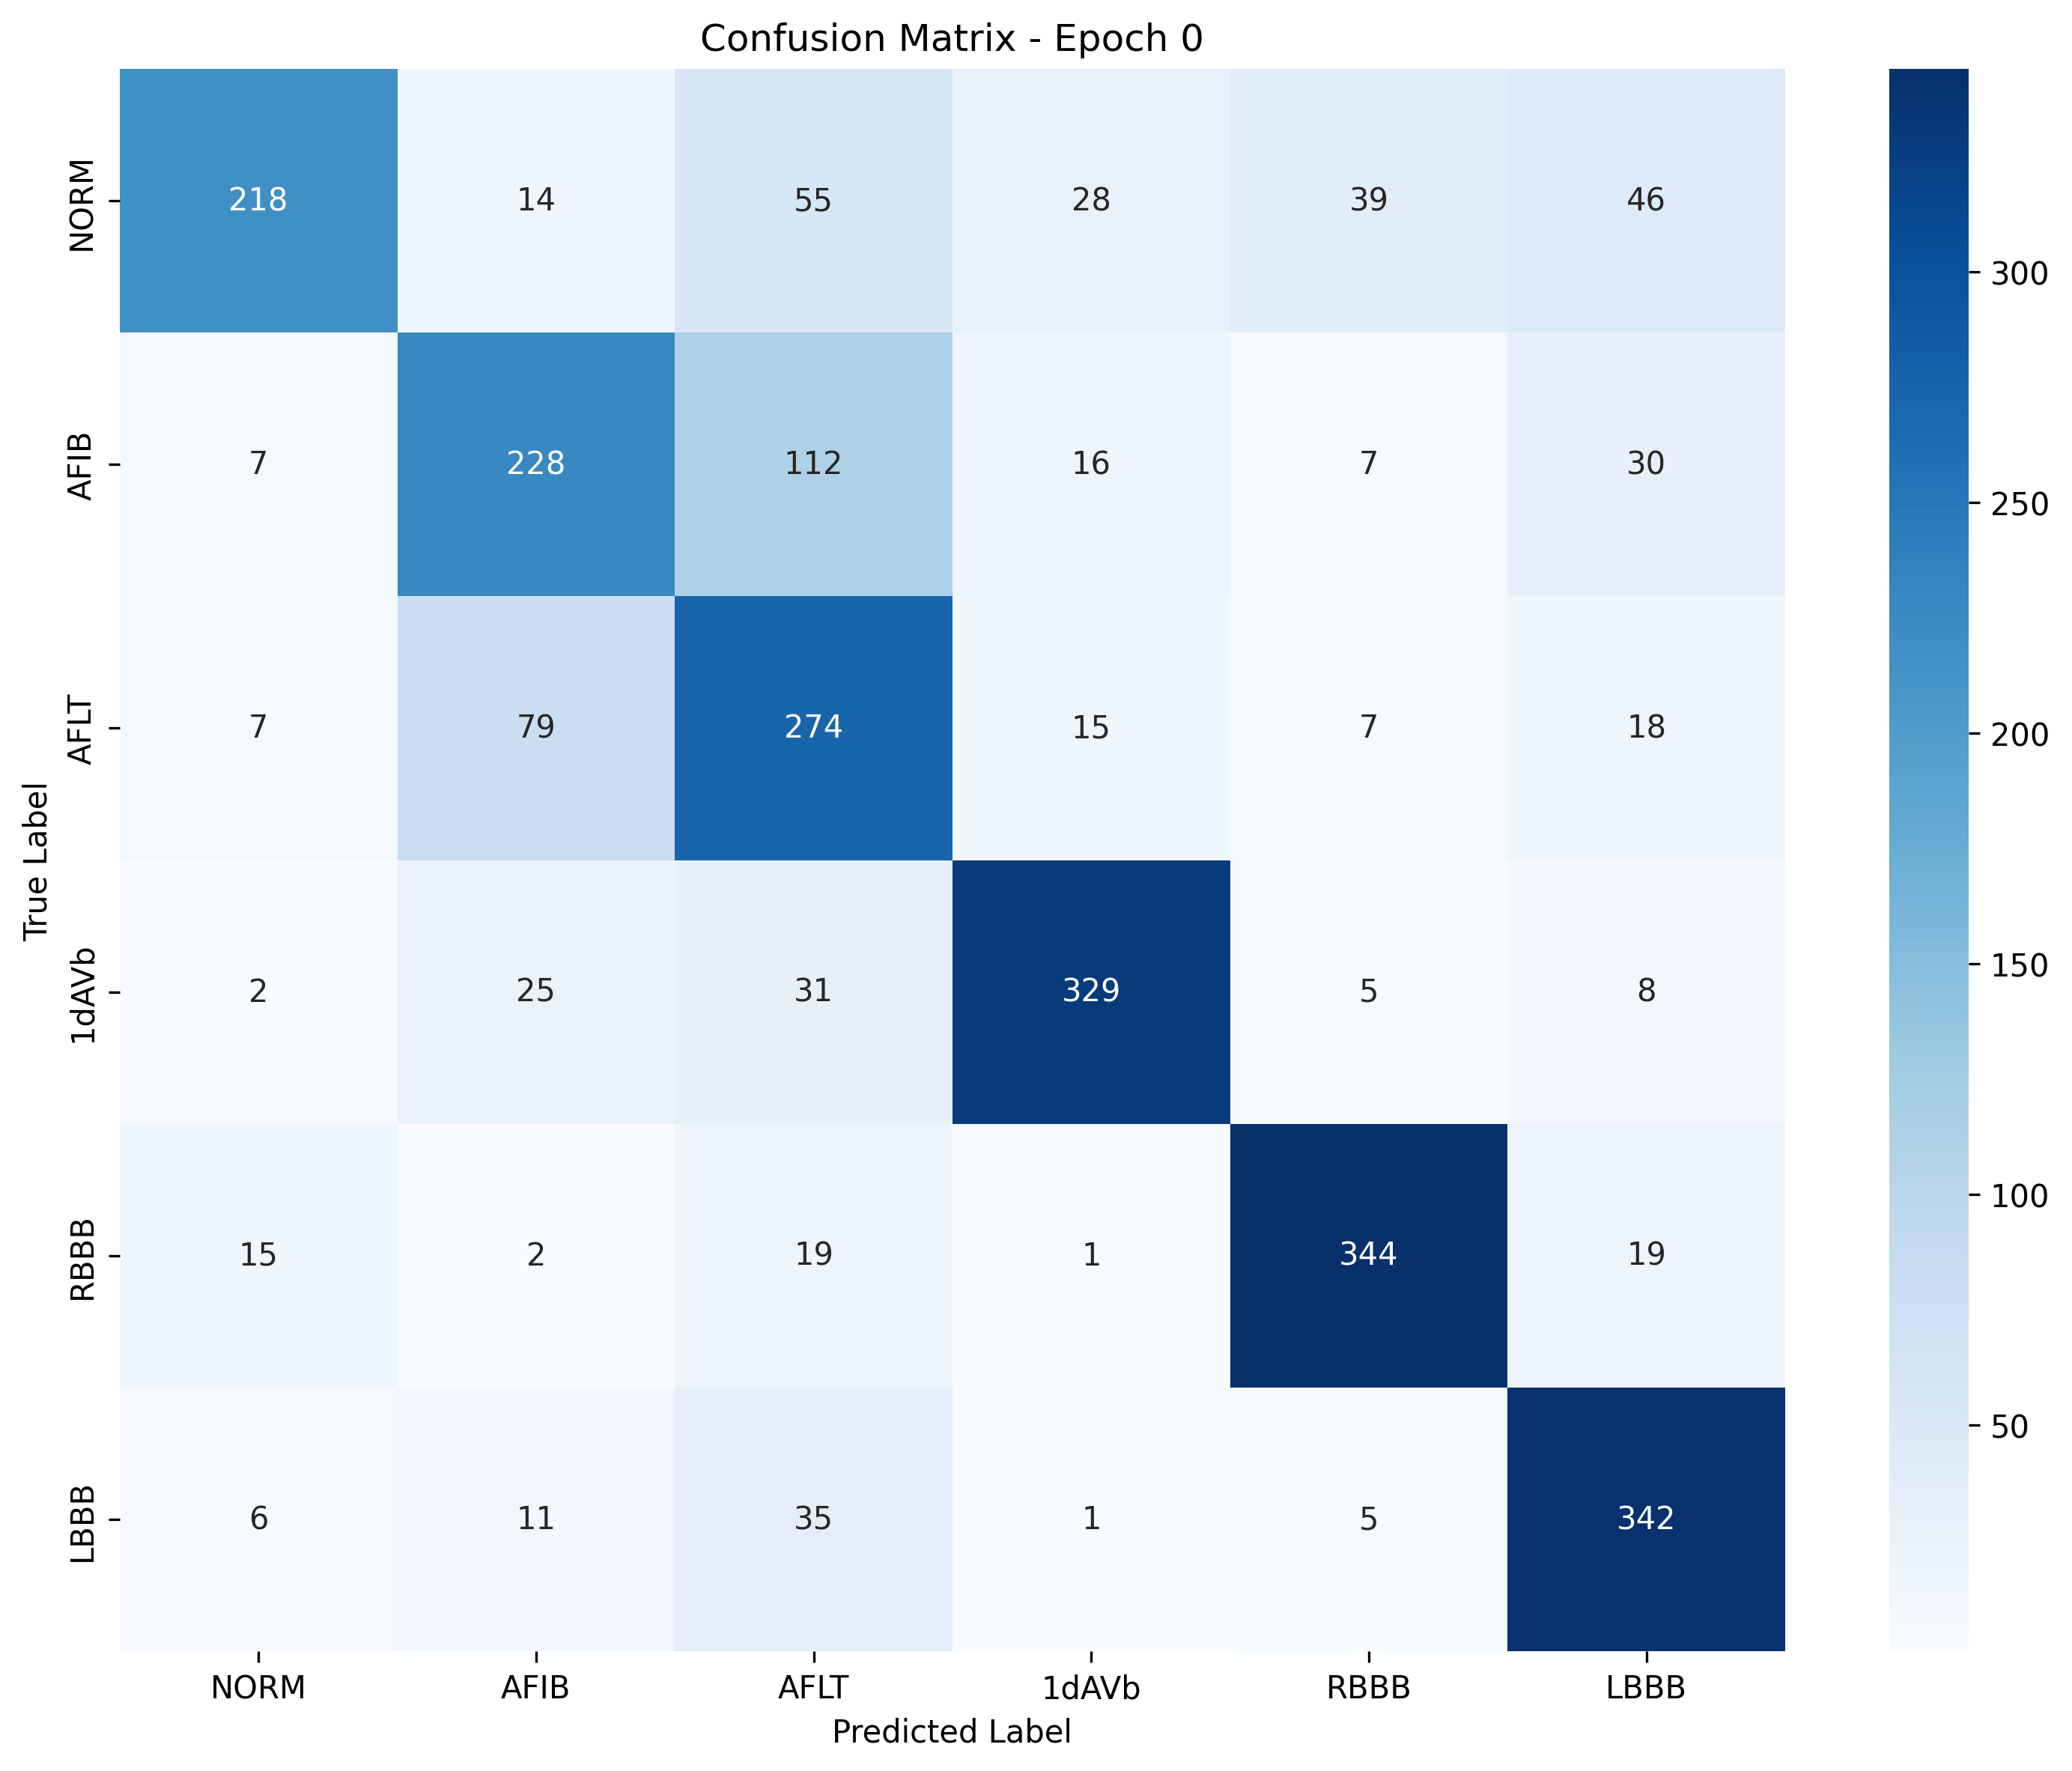 Confusion Matrix - Epoch 0
True Label
NORM 218 14 55 28 39 46
AFIB 7 228 112 16 7 30
AFLT 7 79 274 15 7 18
1dAVb 2 25 31 329 5 8
RBBB 15 2 19 1 344 19
LBBB 6 11 35 1 5 342
NORM AFIB AFLT 1dAVb RBBB LBBB
Predicted Label
300
250
200
150
100
50